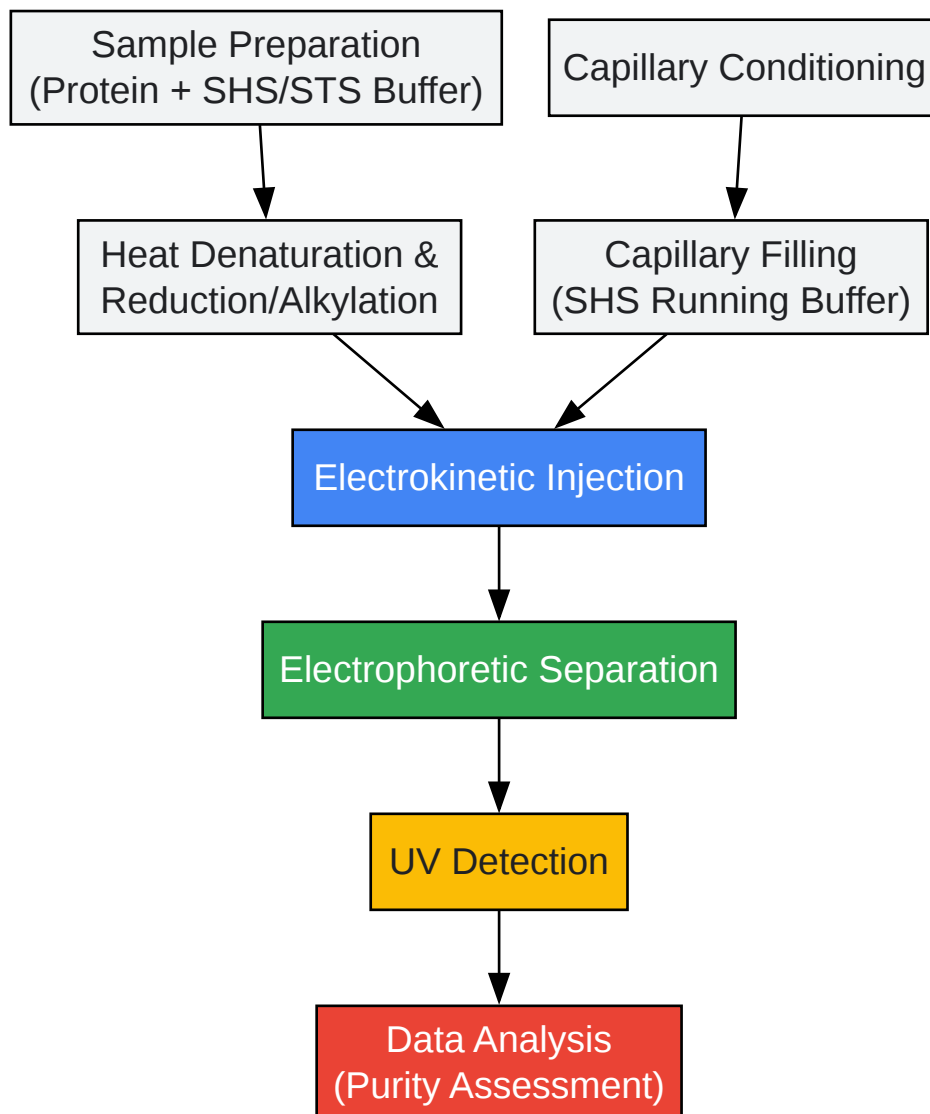 Sample Preparation
(Protein + SHS/STS Buffer)
Capillary Conditioning
Heat Denaturation &
Reduction/Alkylation
Capillary Filling
(SHS Running Buffer)
Electrokinetic Injection
Electrophoretic Separation
UV Detection
Data Analysis
(Purity Assessment)